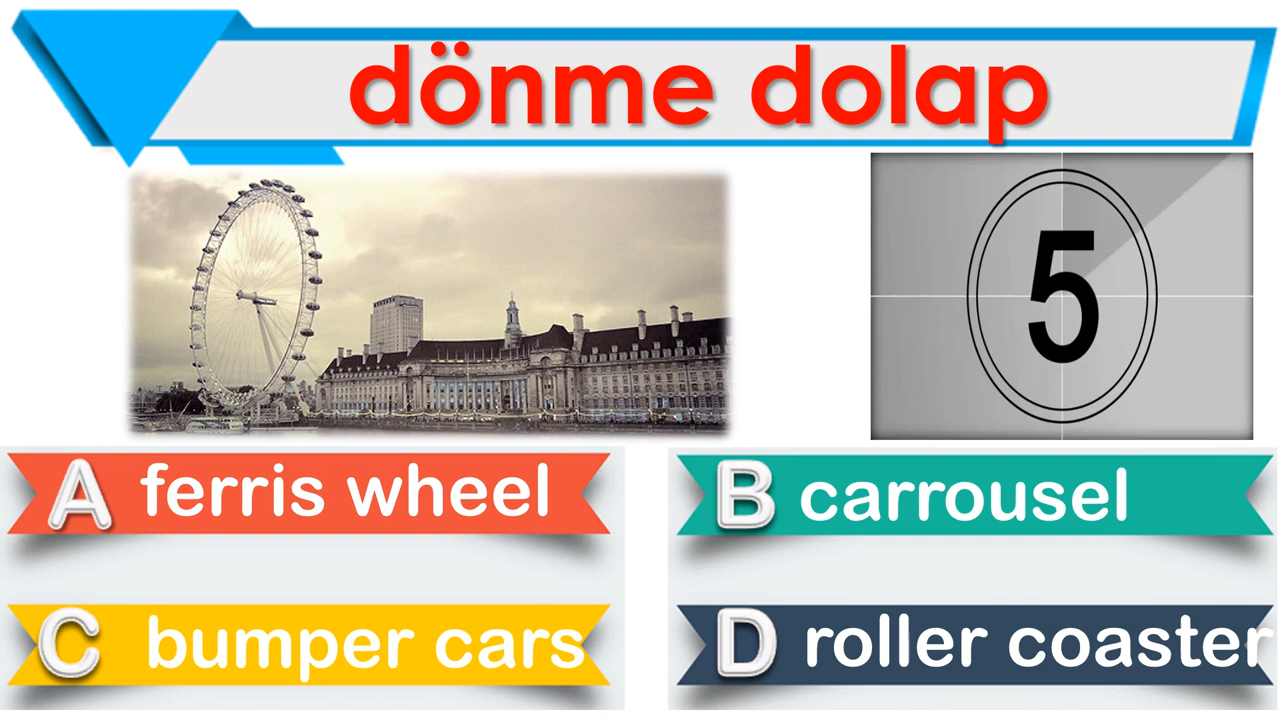 dönme dolap
5
A ferris wheel
B carrousel
C bumper cars
D roller coaster